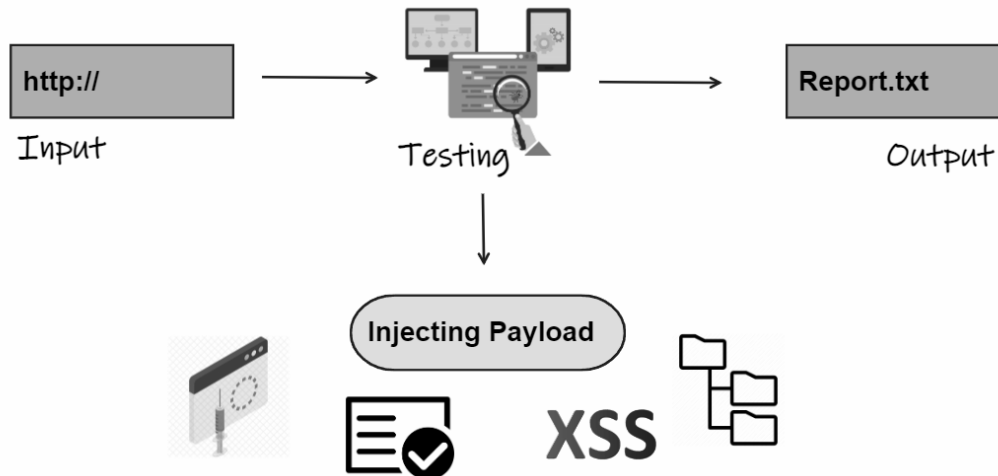 http://
Report.txt
Input
Testing
Output
Injecting Payload
XSS